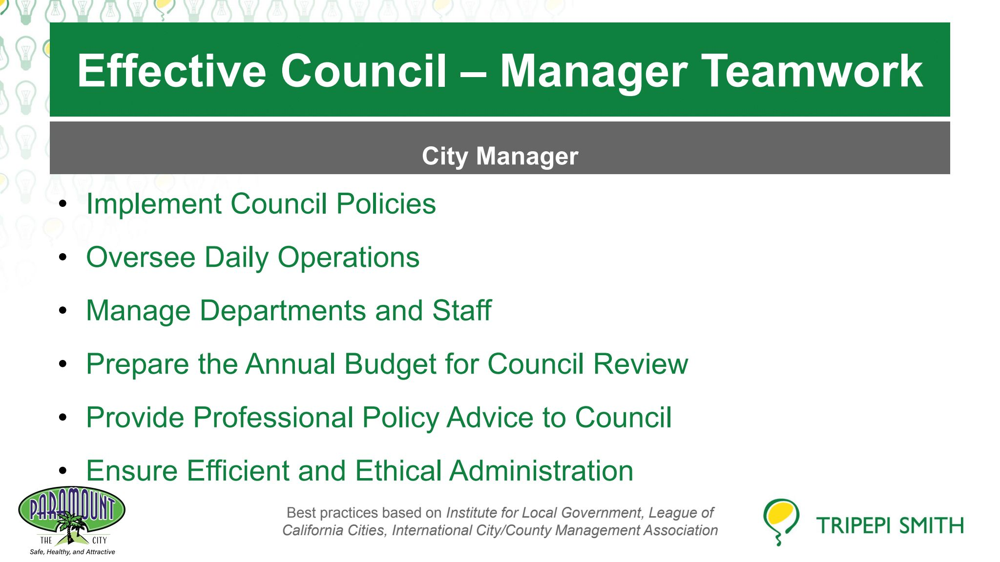 Effective Council – Manager Teamwork
City Manager
• Implement Council Policies
• Oversee Daily Operations
• Manage Departments and Staff
• Prepare the Annual Budget for Council Review
• Provide Professional Policy Advice to Council
• Ensure Efficient and Ethical Administration
PARAMOUNT
THE CITY
Safe, Healthy, and Attractive
Best practices based on Institute for Local Government, League of
California Cities, International City/County Management Association
TRIPEPI SMITH